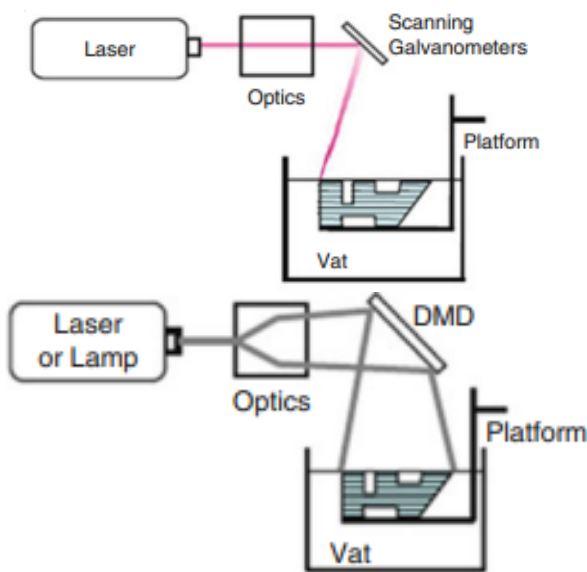 Laser
Optics
Scanning
Galvanometers
Platform
Vat
Laser
or Lamp
Optics
DMD
Platform
Vat